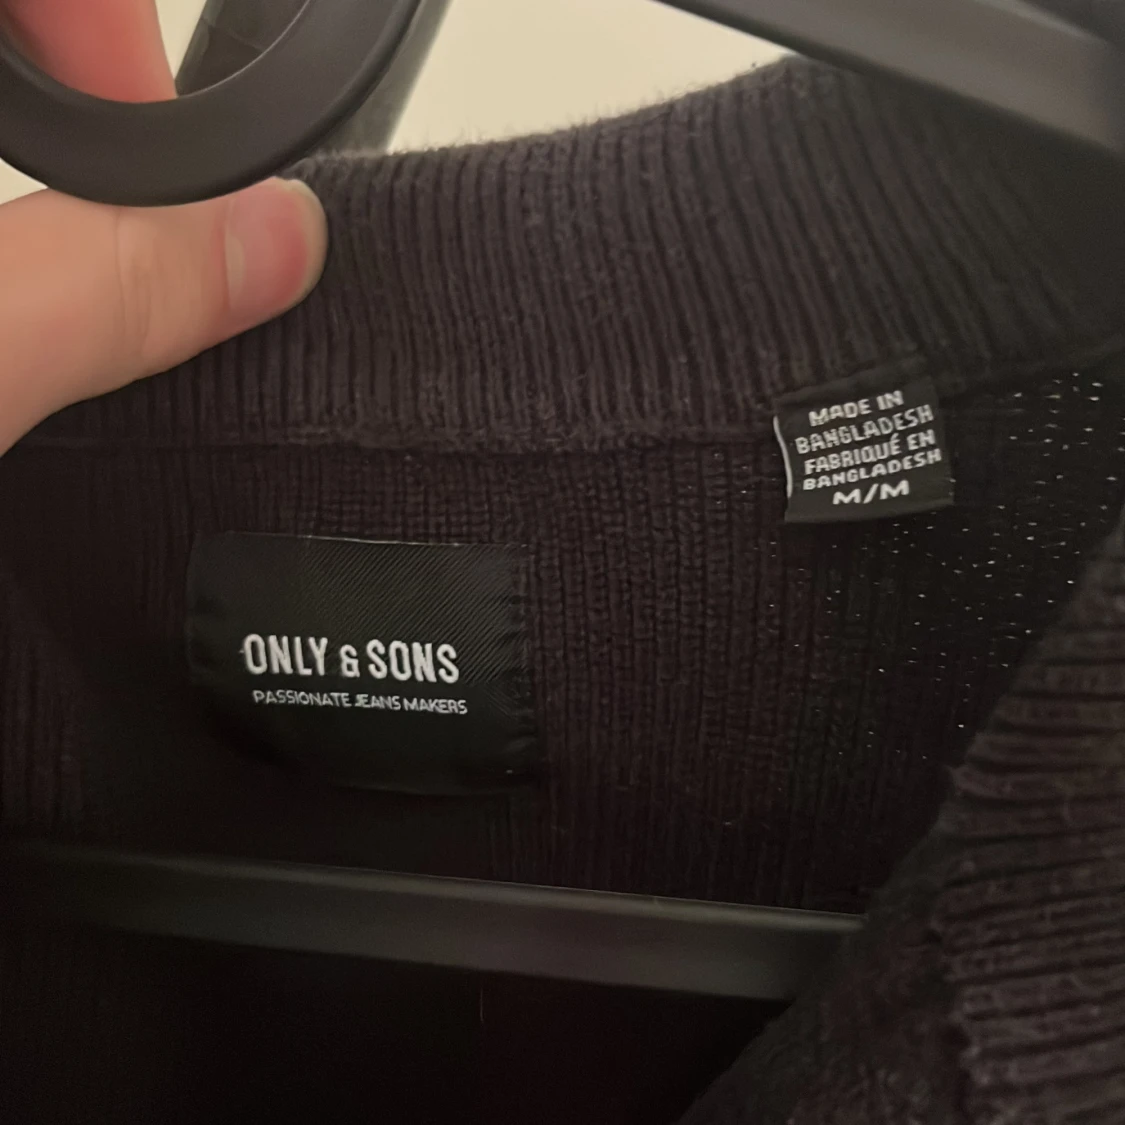 MADE IN
BANGLADESH
FABRIQUÉ EN
BANGLADESH
M/M
ONLY & SONS
PASSIONATE JEANS MAKERS